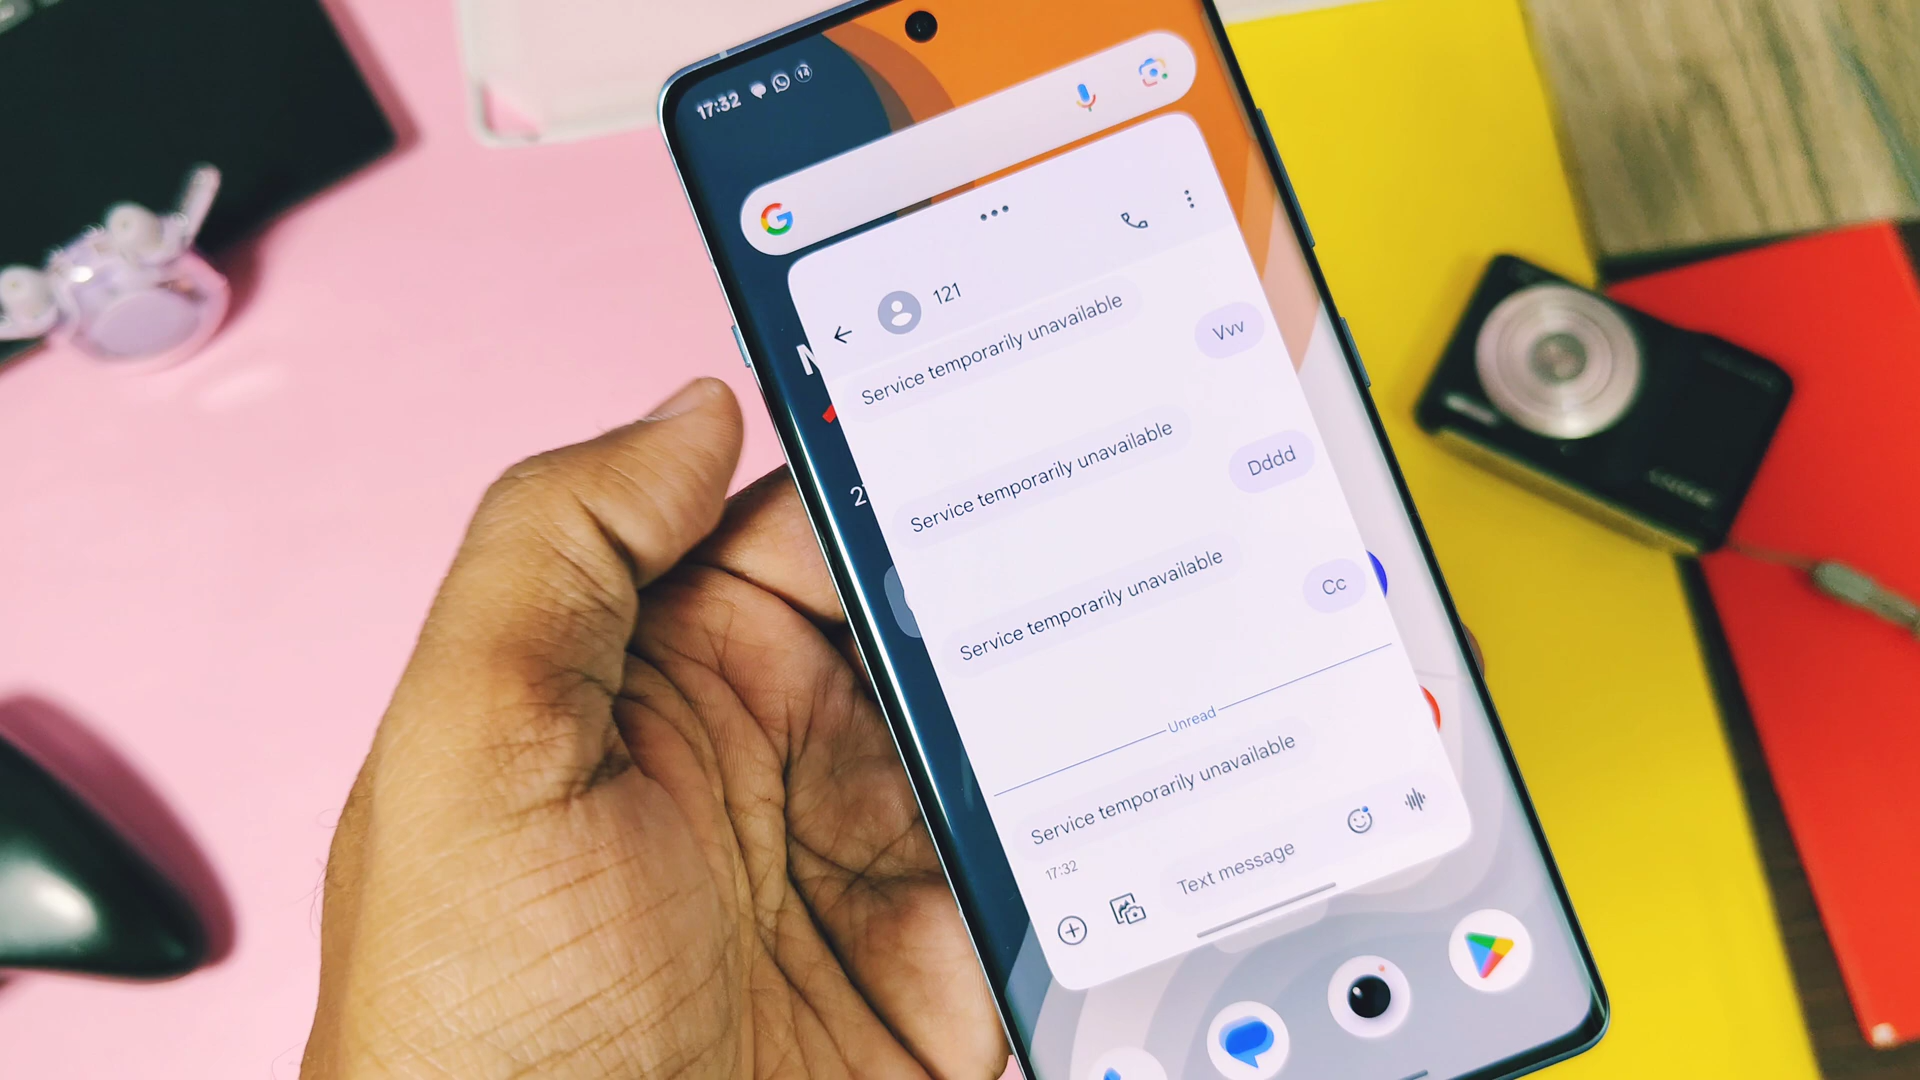 17:32
14
G
121
Service temporarily unavailable
Vvv
Service temporarily unavailable
Dddd
Service temporarily unavailable
Cc
Unread
Service temporarily unavailable
17:32
Text message